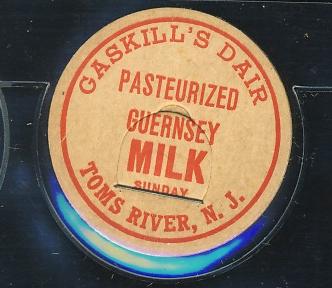 GASKILL'S DAIR
PASTEURIZED
GUERNSEY
MILK
SUNDAY
TOMS RIVER, N. J.